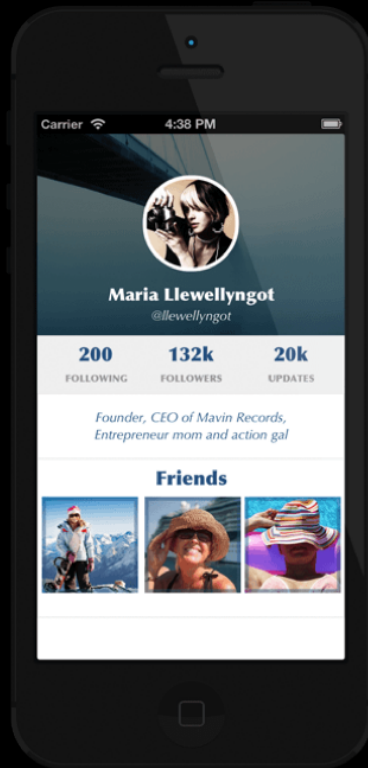 Carrier 4:38 PM
Maria Llewellyngot
@llewellyngot
200 132k 20k
FOLLOWING FOLLOWERS UPDATES
Founder, CEO of Mavin Records,
Entrepreneur mom and action gal
Friends